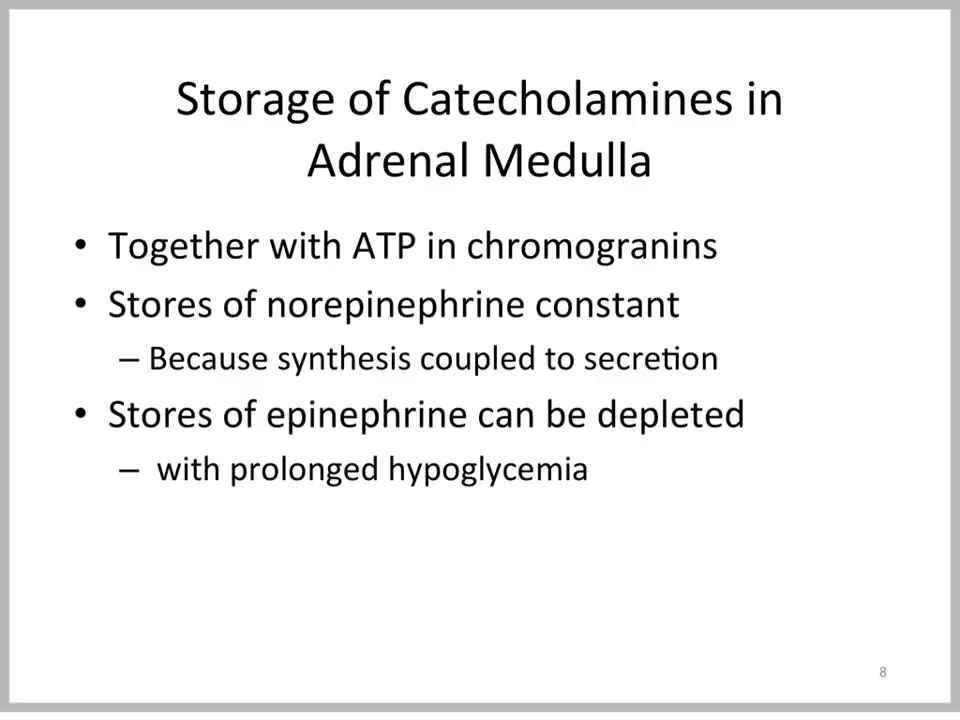 Storage of Catecholamines in
Adrenal Medulla
• Together with ATP in chromogranins
• Stores of norepinephrine constant
– Because synthesis coupled to secretion
• Stores of epinephrine can be depleted
– with prolonged hypoglycemia
8